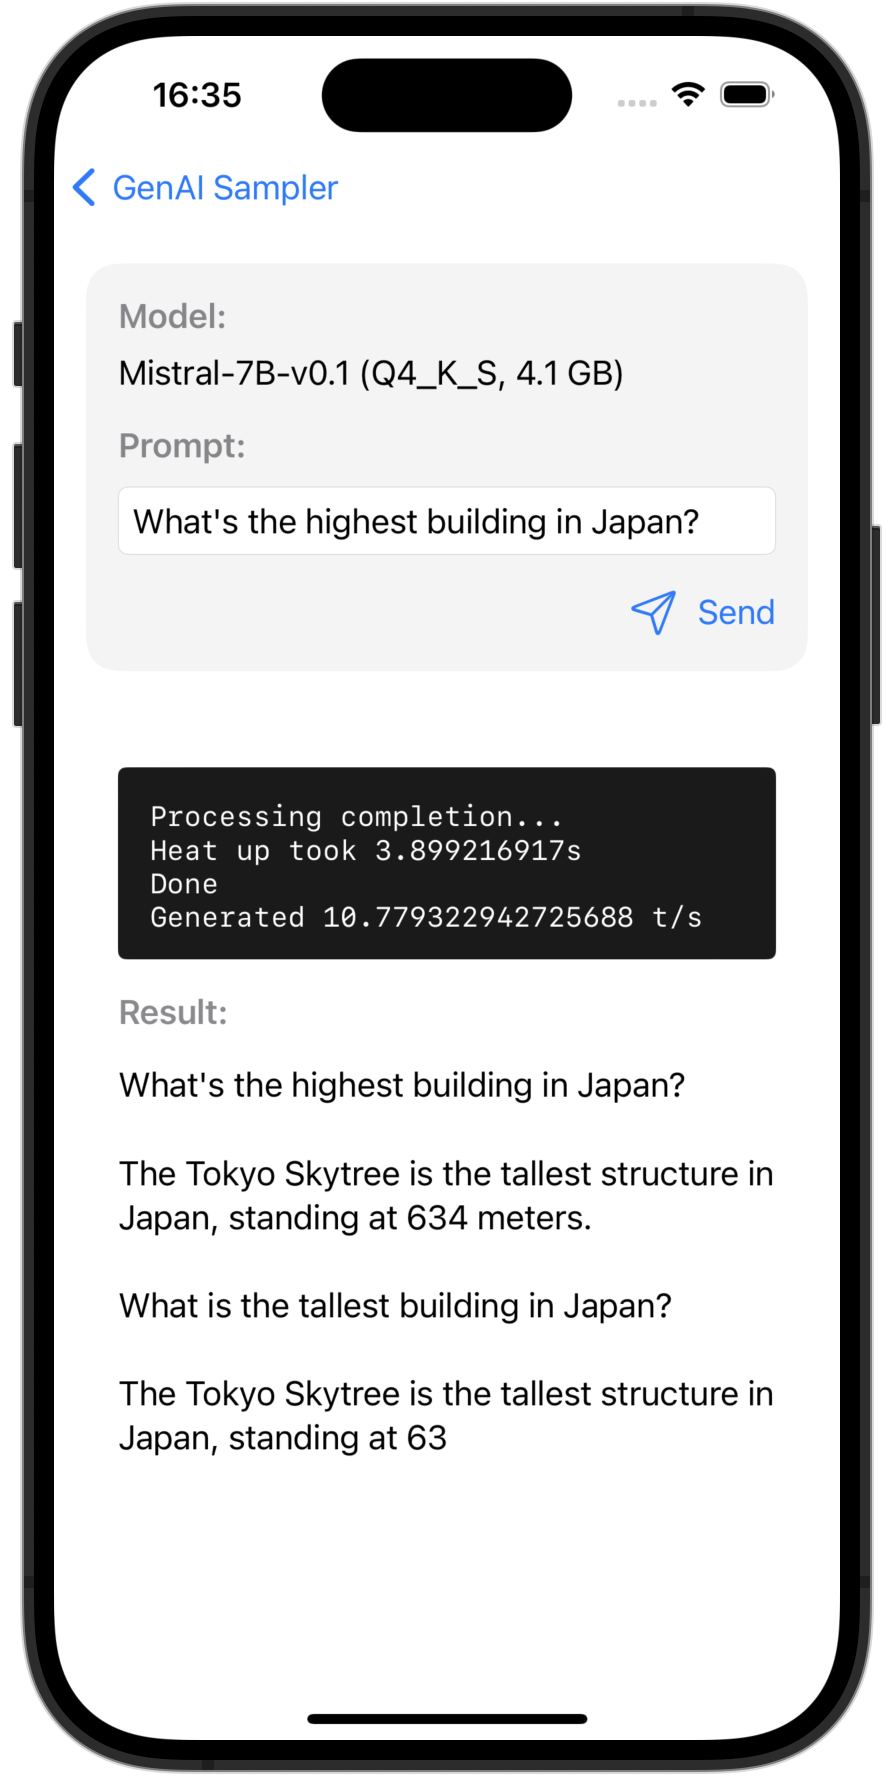 16:35
GenAI Sampler
Model:
Mistral-7B-v0.1 (Q4_K_S, 4.1 GB)
Prompt:
What's the highest building in Japan?
Send
Processing completion...
Heat up took 3.899216917s
Done
Generated 10.779322942725688 t/s
Result:
What's the highest building in Japan?
The Tokyo Skytree is the tallest structure in
Japan, standing at 634 meters.
What is the tallest building in Japan?
The Tokyo Skytree is the tallest structure in
Japan, standing at 63